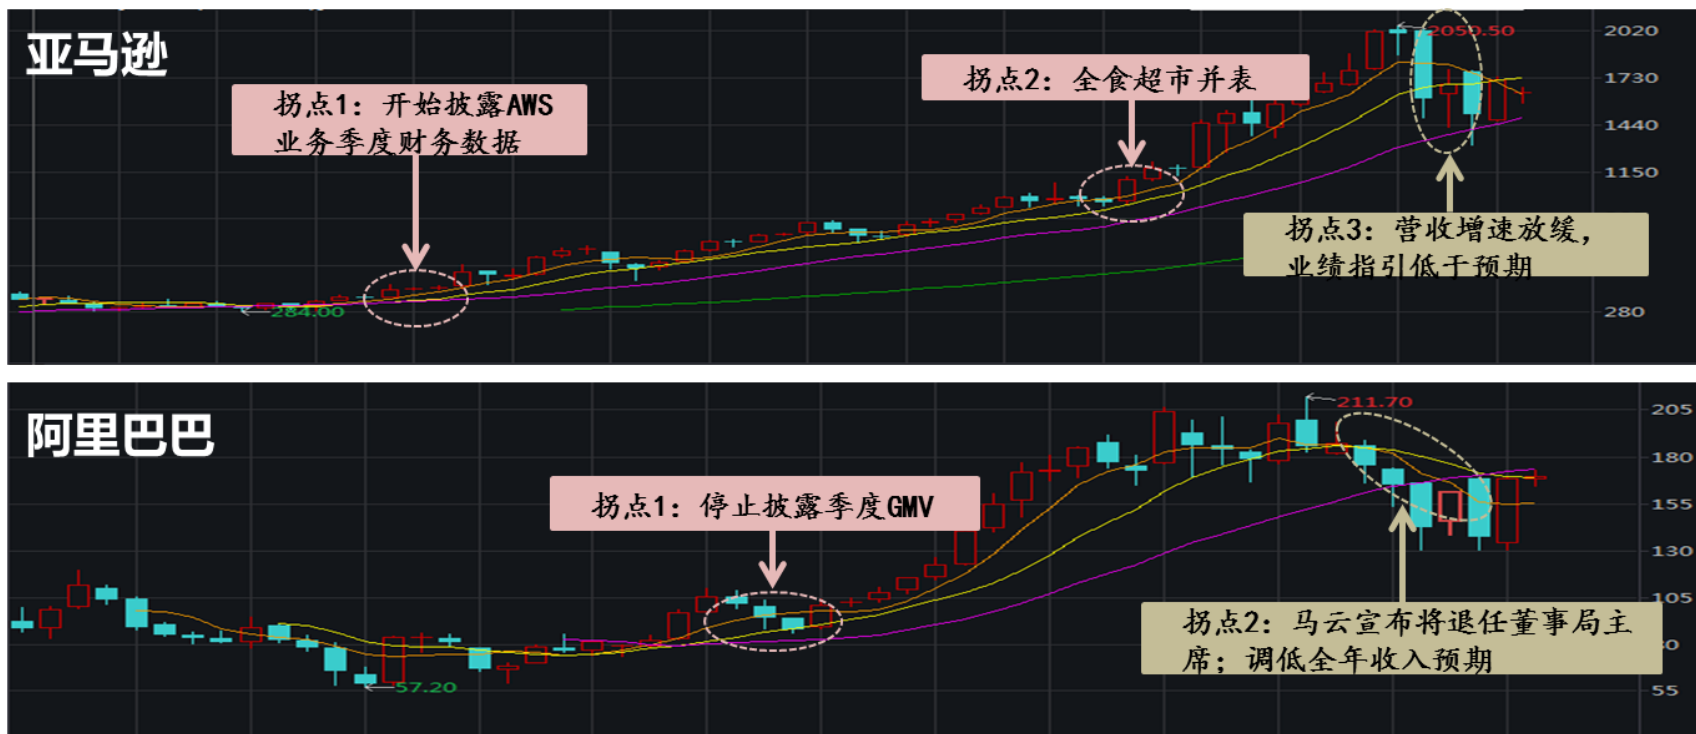 亚马逊
2050.50
2020
拐点2：全食超市并表
1730
拐点1：开始披露AWS
业务季度财务数据
1440
1150
拐点3：营收增速放缓，
业绩指引低于预期
284.00
280
阿里巴巴
211.70
205
180
拐点1：停止披露季度GMV
155
130
105
拐点2：马云宣布将退任董事局主
席；调低全年收入预期
57.20
55